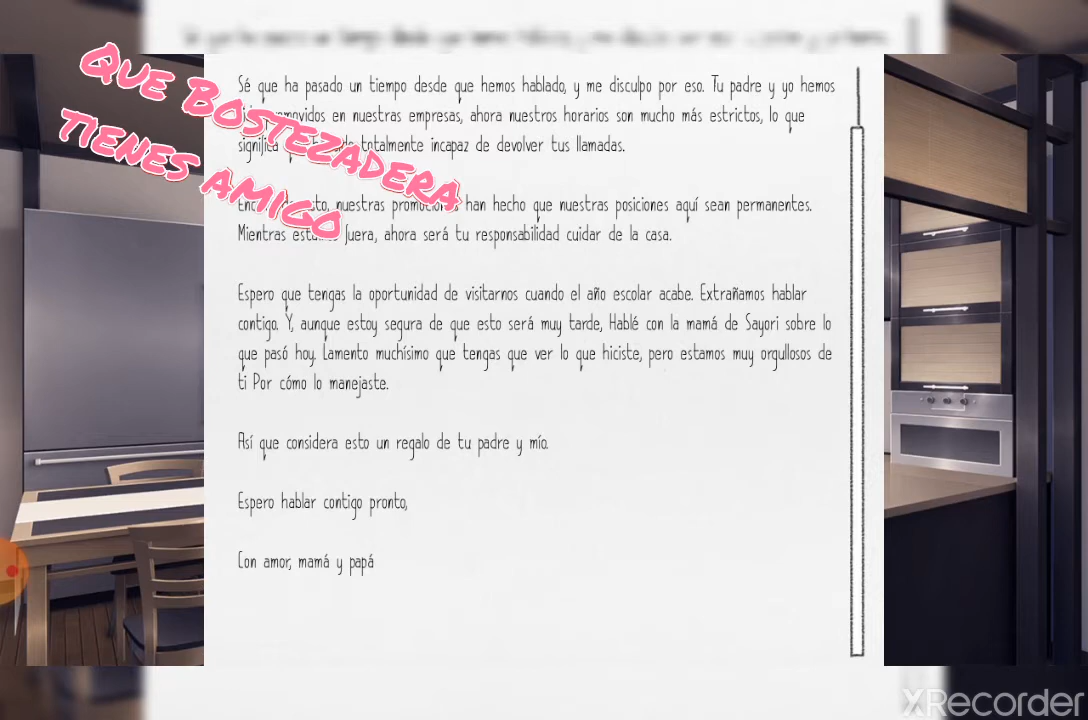 QUE BOSTEZADERA
TIENES AMIGO
Sé que ha pasado un tiempo desde que hemos hablado, y me disculpo por eso. Tu padre y yo hemos
en nuestras empresas, ahora nuestros horarios son mucho más estrictos, lo que
totalmente incapaz de devolver tus llamadas.
nuestras han hecho que nuestras posiciones aquí sean permanentes.
Mientras fuera, ahora será tu responsabilidad cuidar de la casa.
Espero que tengas la oportunidad de visitarnos cuando el año escolar acabe. Extrañamos hablar
contigo. Y, aunque estoy segura de que esto será muy tarde, Hablé con la mamá de Sayori sobre lo
que pasó hoy. Lamento muchísimo que tengas que ver lo que hiciste, pero estamos muy orgullosos de
ti Por cómo lo manejaste.
Así que considera esto un regalo de tu padre y mío.
Espero hablar contigo pronto,
Con amor, mamá y papá
XRecorder